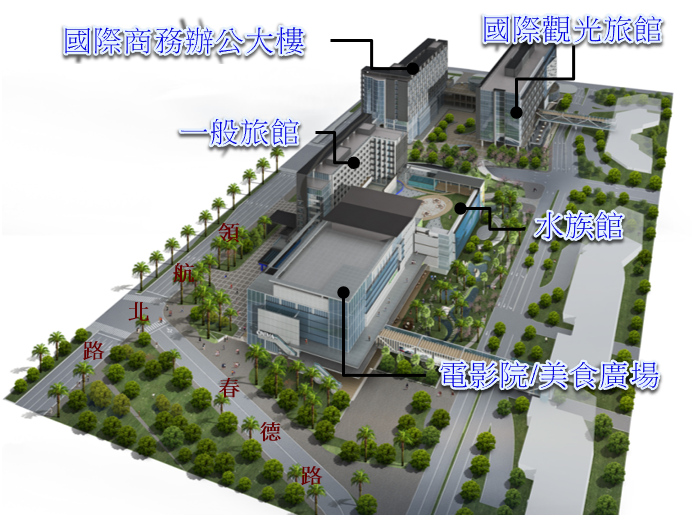 國際商務辦公大樓
國際觀光旅館
一般旅館
水族館
電影院/美食廣場
領航北路
春德路